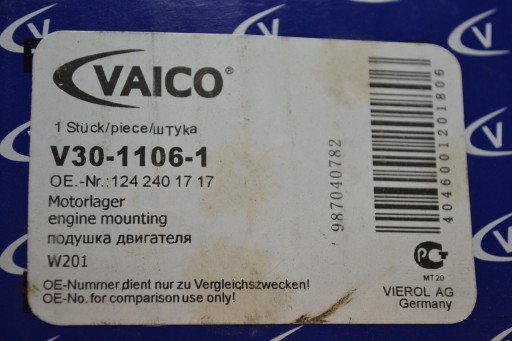 VAICO®
1 Stück/piece/штука
V30-1106-1
OE.-Nr.:124 240 17 17
Motorlager
engine mounting
подушка двигателя
W201
OE-Nummer dient nur zu Vergleichszwecken!
OE-No. for comparison use only!
987040782
4046001201806
МТ20
VIEROL AG
Germany